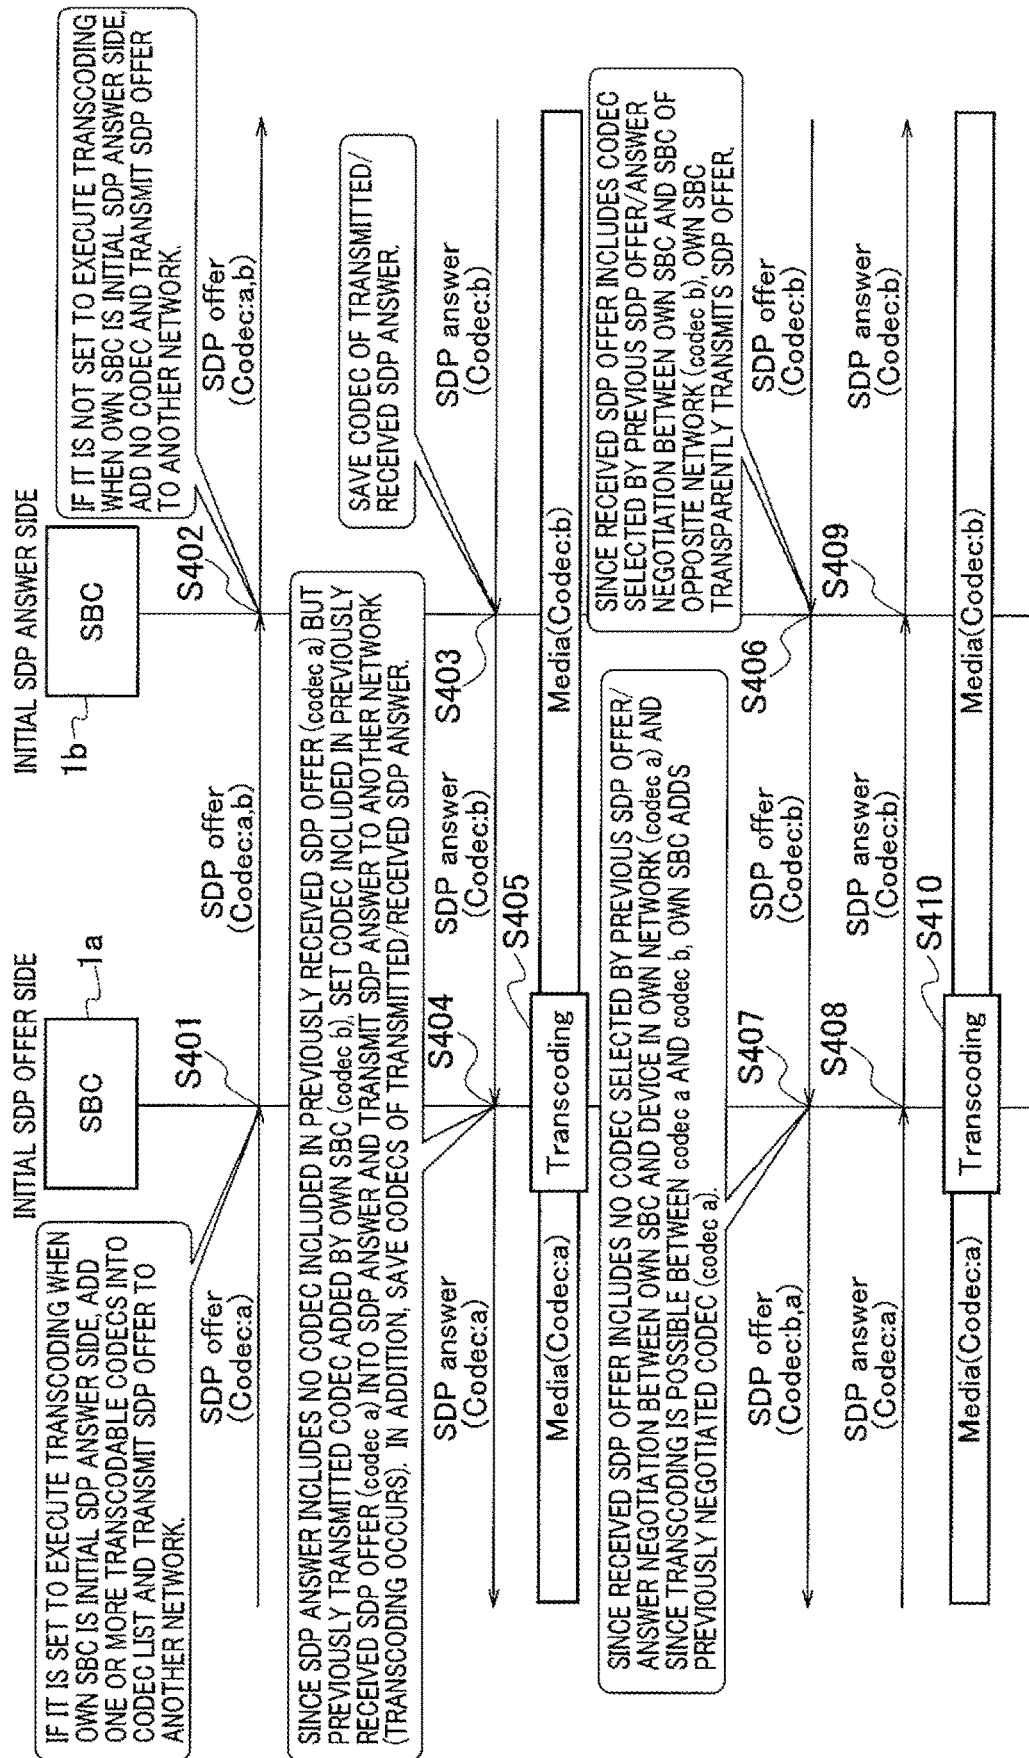 INITIAL SDP OFFER SIDE
INITIAL SDP ANSWER SIDE
SBC
1a
1b
SBC
IF IT IS SET TO EXECUTE TRANSCODING WHEN
OWN SBC IS INITIAL SDP ANSWER SIDE, ADD
ONE OR MORE TRANSCODABLE CODECS INTO
CODEC LIST AND TRANSMIT SDP OFFER TO
ANOTHER NETWORK.
IF IT IS NOT SET TO EXECUTE TRANSCODING
WHEN OWN SBC IS INITIAL SDP ANSWER SIDE,
ADD NO CODEC AND TRANSMIT SDP OFFER
TO ANOTHER NETWORK.
S401
S402
SDP offer
(Codec:a)
SDP offer
(Codec:a,b)
SDP offer
(Codec:a,b)
SINCE SDP ANSWER INCLUDES NO CODEC INCLUDED IN PREVIOUSLY RECEIVED SDP OFFER (codec a) BUT
PREVIOUSLY TRANSMITTED CODEC ADDED BY OWN SBC (codec b), SET CODEC INCLUDED IN PREVIOUSLY
RECEIVED SDP OFFER (codec a) INTO SDP ANSWER AND TRANSMIT SDP ANSWER TO ANOTHER NETWORK
(TRANSCODING OCCURS). IN ADDITION, SAVE CODECS OF TRANSMITTED/RECEIVED SDP ANSWER.
SAVE CODEC OF TRANSMITTED/
RECEIVED SDP ANSWER.
S404
S403
SDP answer
(Codec:a)
SDP answer
(Codec:b)
SDP answer
(Codec:b)
S405
Media(Codec:a)
Transcoding
Media(Codec:b)
SINCE RECEIVED SDP OFFER INCLUDES NO CODEC SELECTED BY PREVIOUS SDP OFFER/
ANSWER NEGOTIATION BETWEEN OWN SBC AND DEVICE IN OWN NETWORK (codec a) AND
SINCE TRANSCODING IS POSSIBLE BETWEEN codec a AND codec b, OWN SBC ADDS
PREVIOUSLY NEGOTIATED CODEC (codec a).
SINCE RECEIVED SDP OFFER INCLUDES CODEC
SELECTED BY PREVIOUS SDP OFFER/ANSWER
NEGOTIATION BETWEEN OWN SBC AND SBC OF
OPPOSITE NETWORK (codec b), OWN SBC
TRANSPARENTLY TRANSMITS SDP OFFER.
S407
S406
SDP offer
(Codec:b,a)
SDP offer
(Codec:b)
SDP offer
(Codec:b)
S408
S409
SDP answer
(Codec:a)
SDP answer
(Codec:b)
SDP answer
(Codec:b)
S410
Media(Codec:a)
Transcoding
Media(Codec:b)